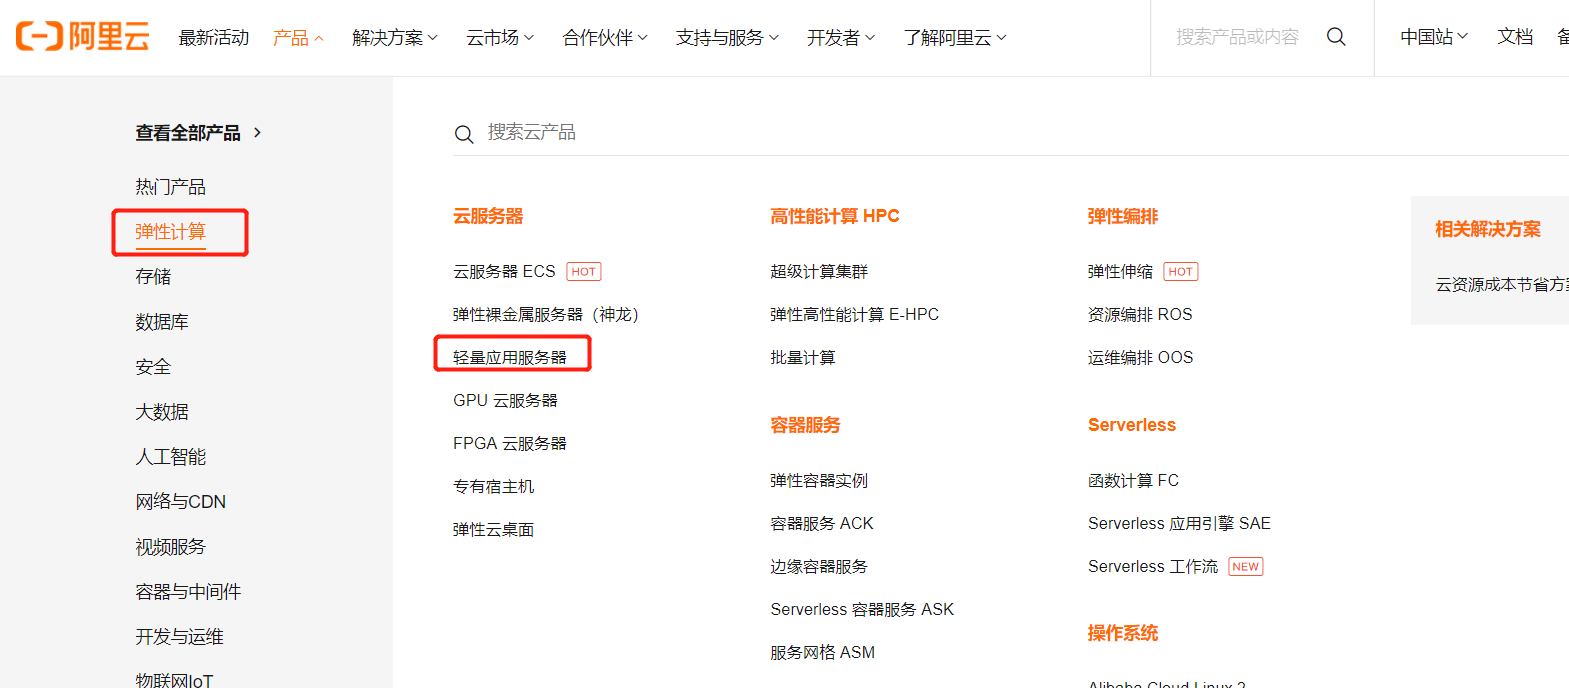 阿里云 最新活动 产品 解决方案 云市场 合作伙伴 支持与服务 开发者 了解阿里云 搜索产品或内容 中国站 文档
查看全部产品
热门产品
弹性计算
存储
数据库
安全
大数据
人工智能
网络与CDN
视频服务
容器与中间件
开发与运维
物联网IoT
搜索云产品
云服务器
云服务器 ECS HOT
弹性裸金属服务器（神龙）
轻量应用服务器
GPU 云服务器
FPGA 云服务器
专有宿主机
弹性云桌面
高性能计算 HPC
超级计算集群
弹性高性能计算 E-HPC
批量计算
容器服务
弹性容器实例
容器服务 ACK
边缘容器服务
Serverless 容器服务 ASK
服务网格 ASM
弹性编排
弹性伸缩 HOT
资源编排 ROS
运维编排 OOS
Serverless
函数计算 FC
Serverless 应用引擎 SAE
Serverless 工作流 NEW
操作系统
Alibaba Cloud Linux 2
相关解决方案
云资源成本节省方案